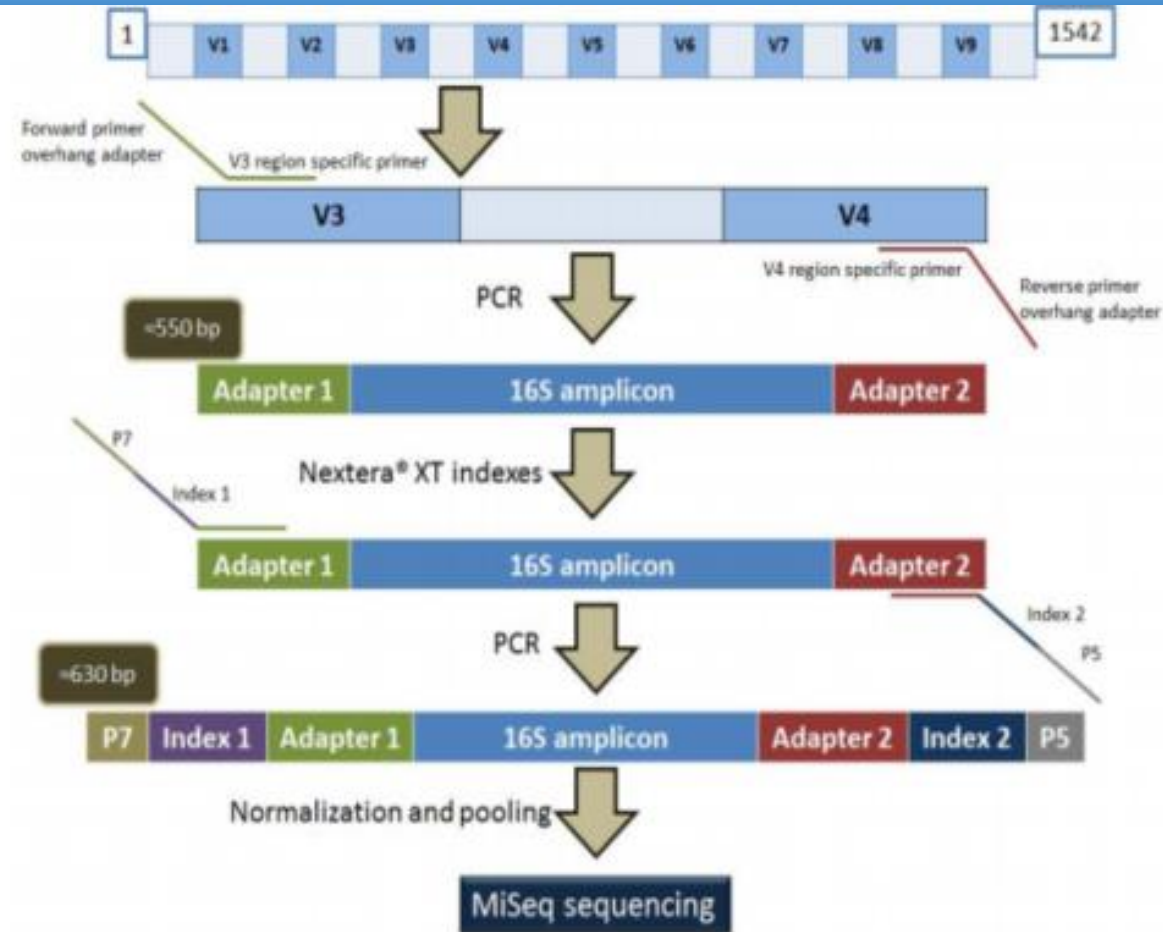 1
V1 V2 V3 V4 V5 V6 V7 V8 V9
1542
Forward primer
overhang adapter
V3 region specific primer
V3
V4
V4 region specific primer
Reverse primer
overhang adapter
PCR
≈550 bp
Adapter 1
16S amplicon
Adapter 2
P7
Index 1
Nextera® XT indexes
Adapter 1
16S amplicon
Adapter 2
Index 2
P5
PCR
≈630 bp
P7 Index 1 Adapter 1 16S amplicon Adapter 2 Index 2 P5
Normalization and pooling
MiSeq sequencing